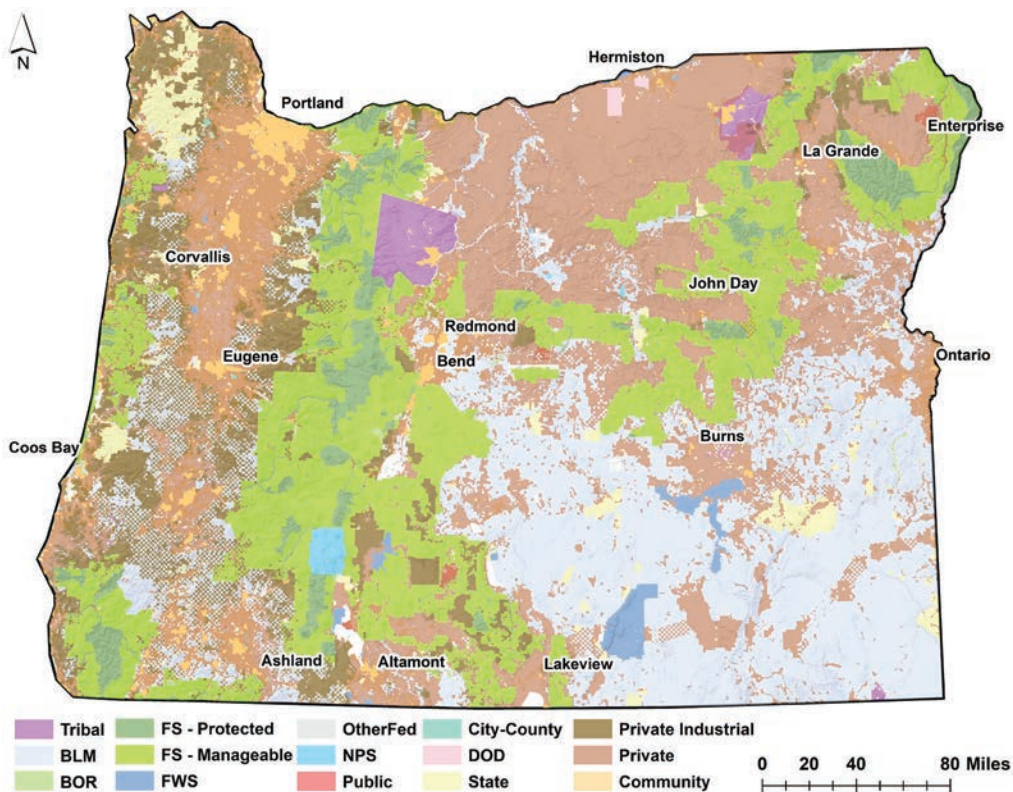 N
Hermiston
Portland
Enterprise
La Grande
Corvallis
John Day
Redmond
Eugene
Bend
Ontario
Coos Bay
Burns
Ashland
Altamont
Lakeview
Tribal
FS - Protected
OtherFed
City-County
Private Industrial
BLM
FS - Manageable
NPS
DOD
Private
BOR
FWS
Public
State
Community
0 20 40 80 Miles